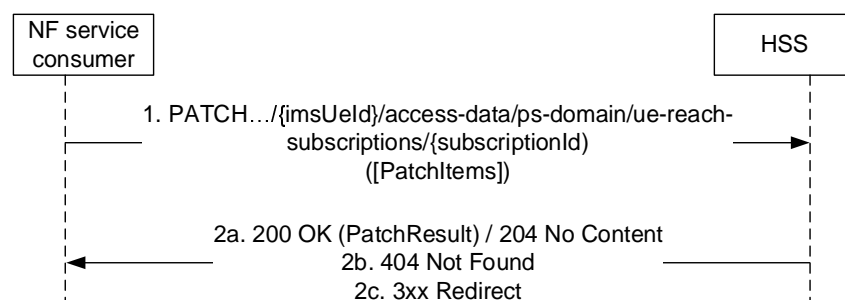 NF service
consumer
HSS
1. PATCH…/{imsUeId}/access-data/ps-domain/ue-reach-
subscriptions/{subscriptionId)
([PatchItems])
2a. 200 OK (PatchResult) / 204 No Content
2b. 404 Not Found
2c. 3xx Redirect